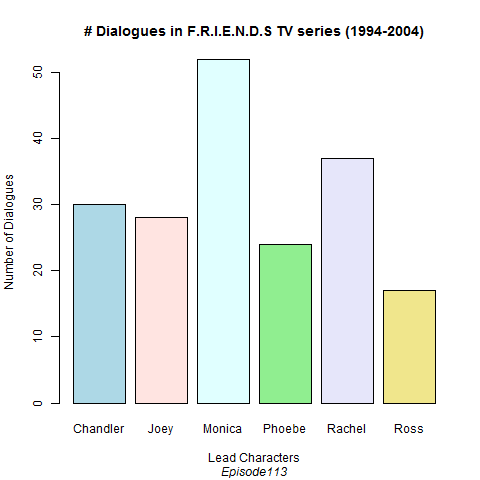 # Dialogues in F.R.I.E.N.D.S TV series (1994-2004)
Number of Dialogues
50
40
30
20
10
0
Chandler Joey Monica Phoebe Rachel Ross
Lead Characters
Episode113